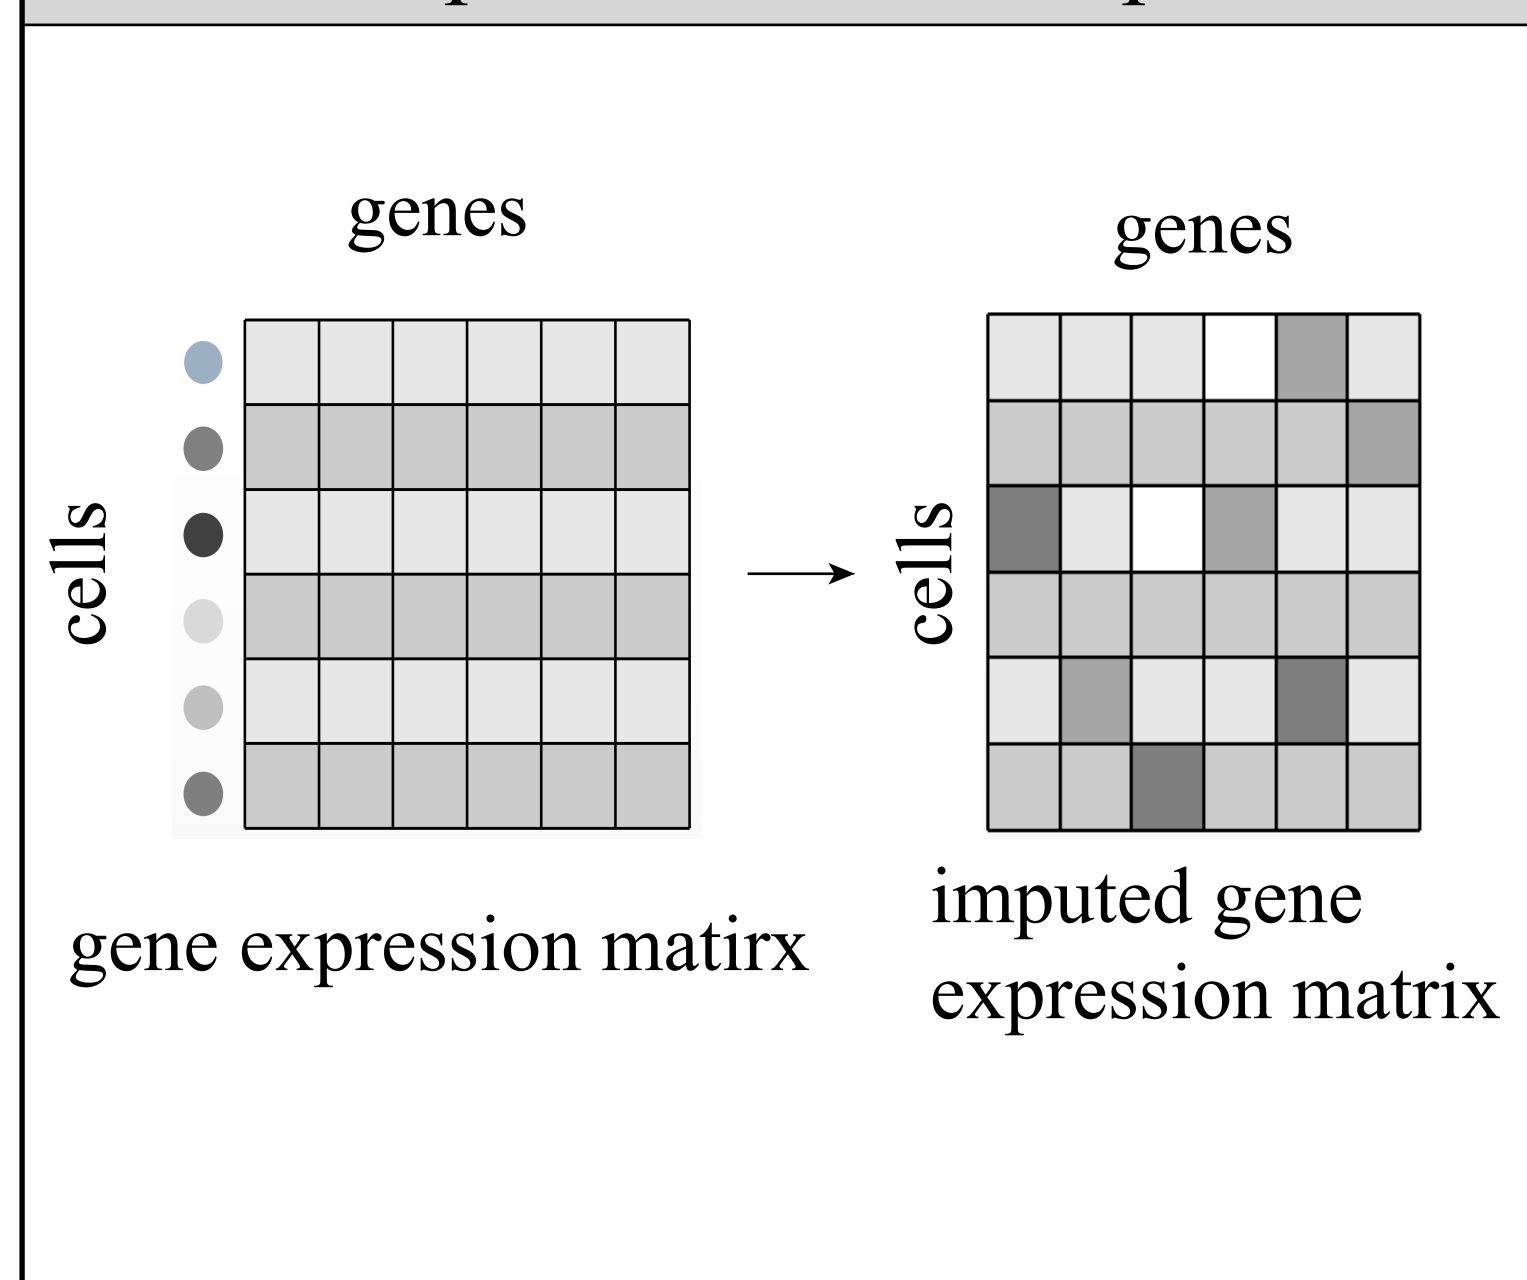 genes
genes
cells
cells
gene expression matirx
imputed gene
expression matrix